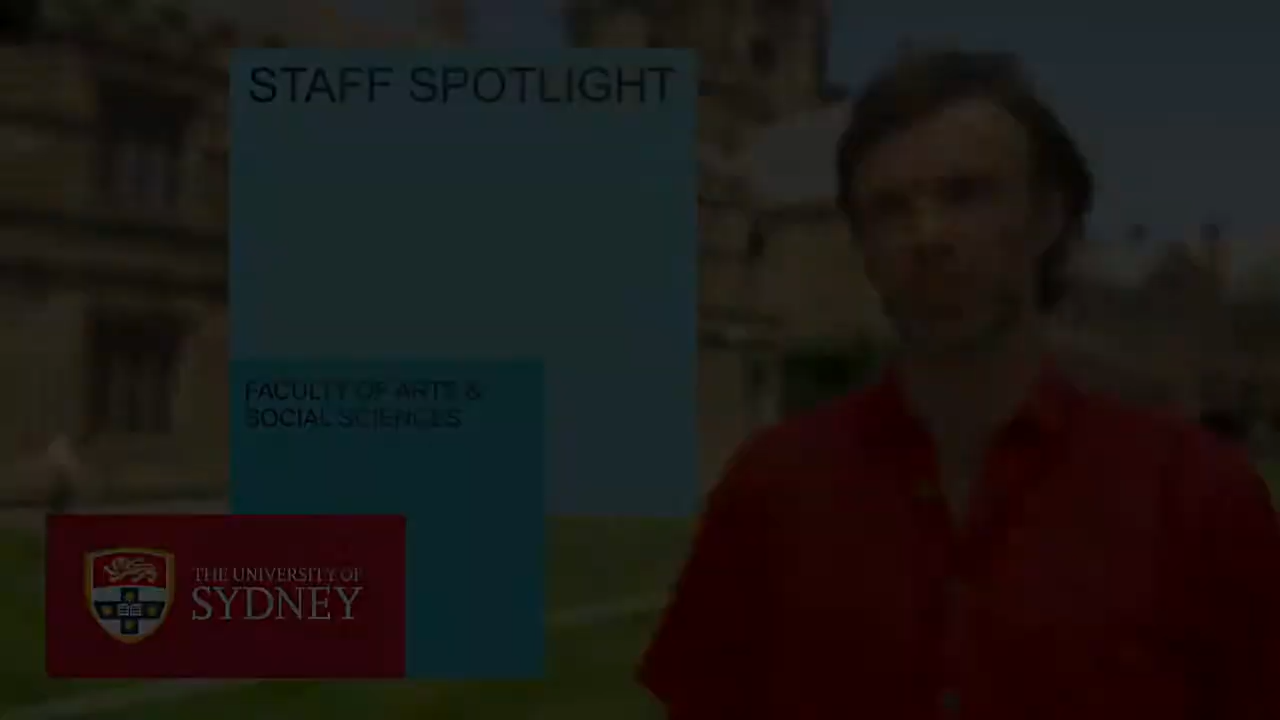 STAFF SPOTLIGHT
FACULTY OF ARTS &
SOCIAL SCIENCES
THE UNIVERSITY OF
SYDNEY